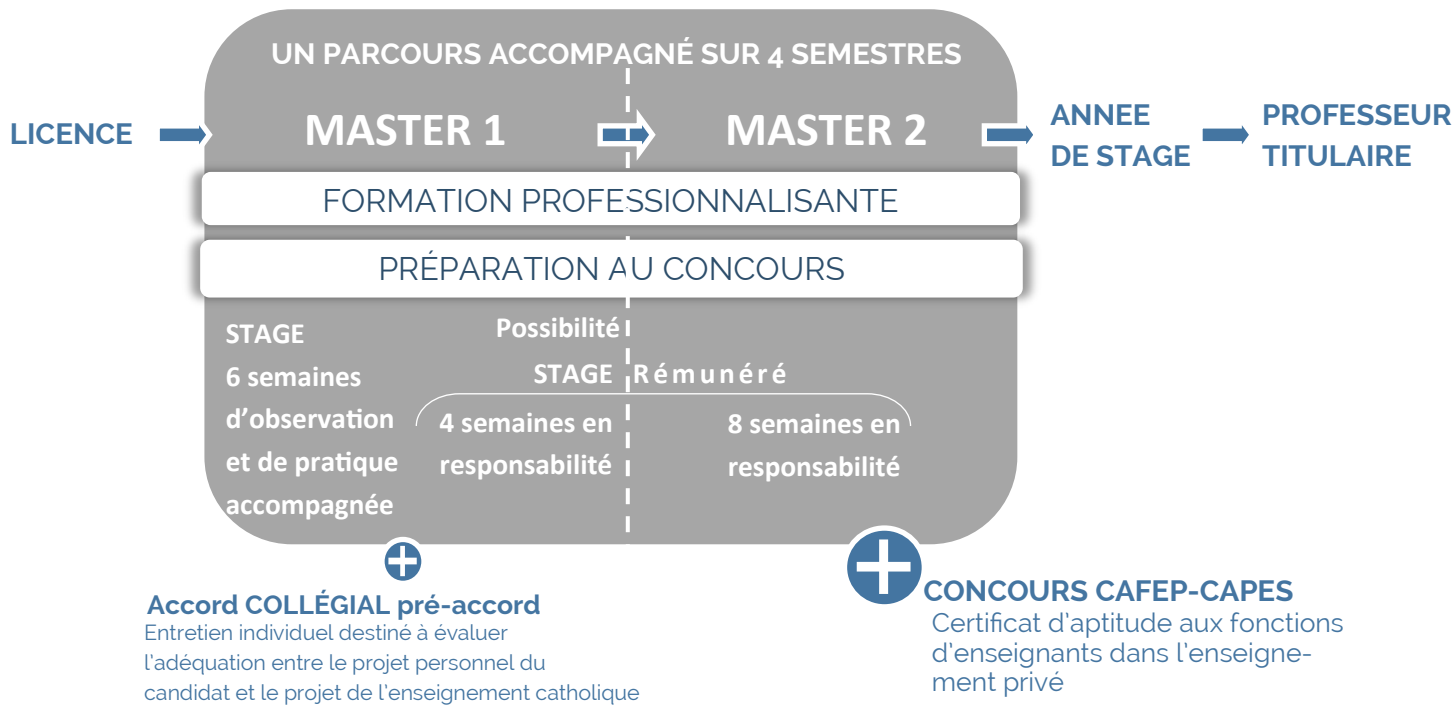 UN PARCOURS ACCOMPAGNÉ SUR 4 SEMESTRES
LICENCE
MASTER 1
MASTER 2
ANNEE
DE STAGE
PROFESSEUR
TITULAIRE
FORMATION PROFESSIONNALISANTE
PRÉPARATION AU CONCOURS
STAGE
6 semaines
d'observation
et de pratique
accompagnée
Possibilité
STAGE Rémunéré
4 semaines en
responsabilité
8 semaines en
responsabilité
Accord COLLÉGIAL pré-accord
Entretien individuel destiné à évaluer
l'adéquation entre le projet personnel du
candidat et le projet de l'enseignement catholique
CONCOURS CAFEP-CAPES
Certificat d'aptitude aux fonctions
d'enseignants dans l'enseigne-
ment privé